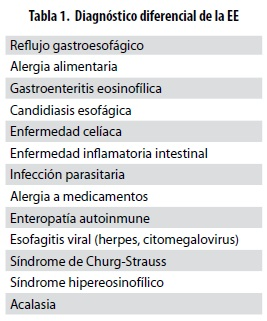 Tabla 1. Diagnóstico diferencial de la EE
Reflujo gastroesofágico
Alergia alimentaria
Gastroenteritis eosinofílica
Candidiasis esofágica
Enfermedad celíaca
Enfermedad inflamatoria intestinal
Infección parasitaria
Alergia a medicamentos
Enteropatía autoinmune
Esofagitis viral (herpes, citomegalovirus)
Síndrome de Churg-Strauss
Síndrome hipereosinofílico
Acalasia